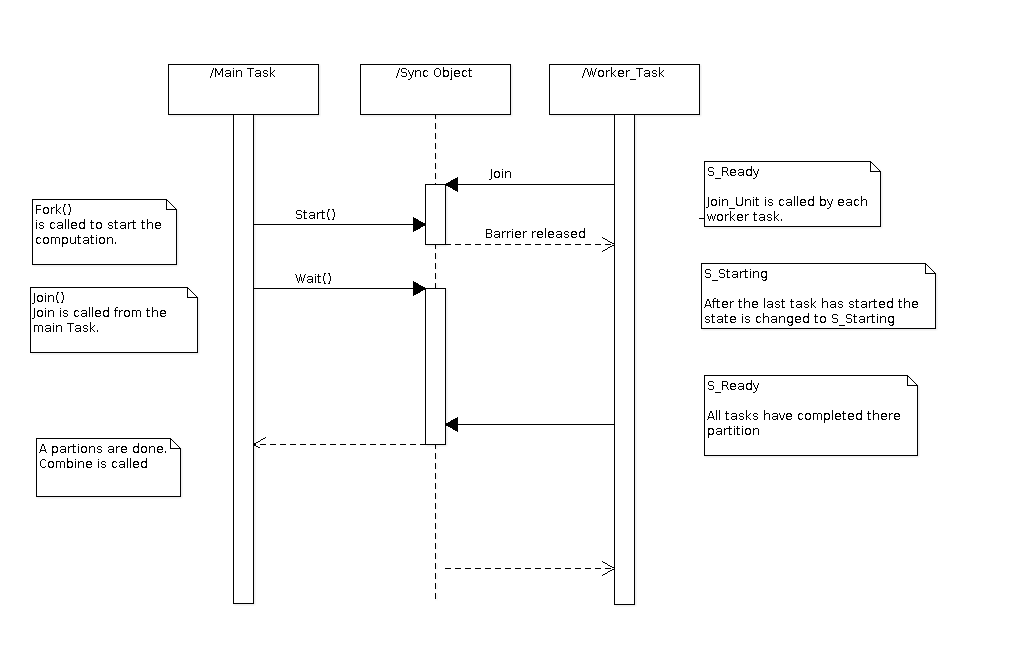 /Main Task
/Sync Object
/Worker_Task
Join
Start()
Barrier released
Wait()
Fork()
is called to start the
computation.
Join()
Join is called from the
main Task.
A partions are done.
Combine is called
S_Ready
Join_Unit is called by each
worker task.
S_Starting
After the last task has started the
state is changed to S_Starting
S_Ready
All tasks have completed there
partition